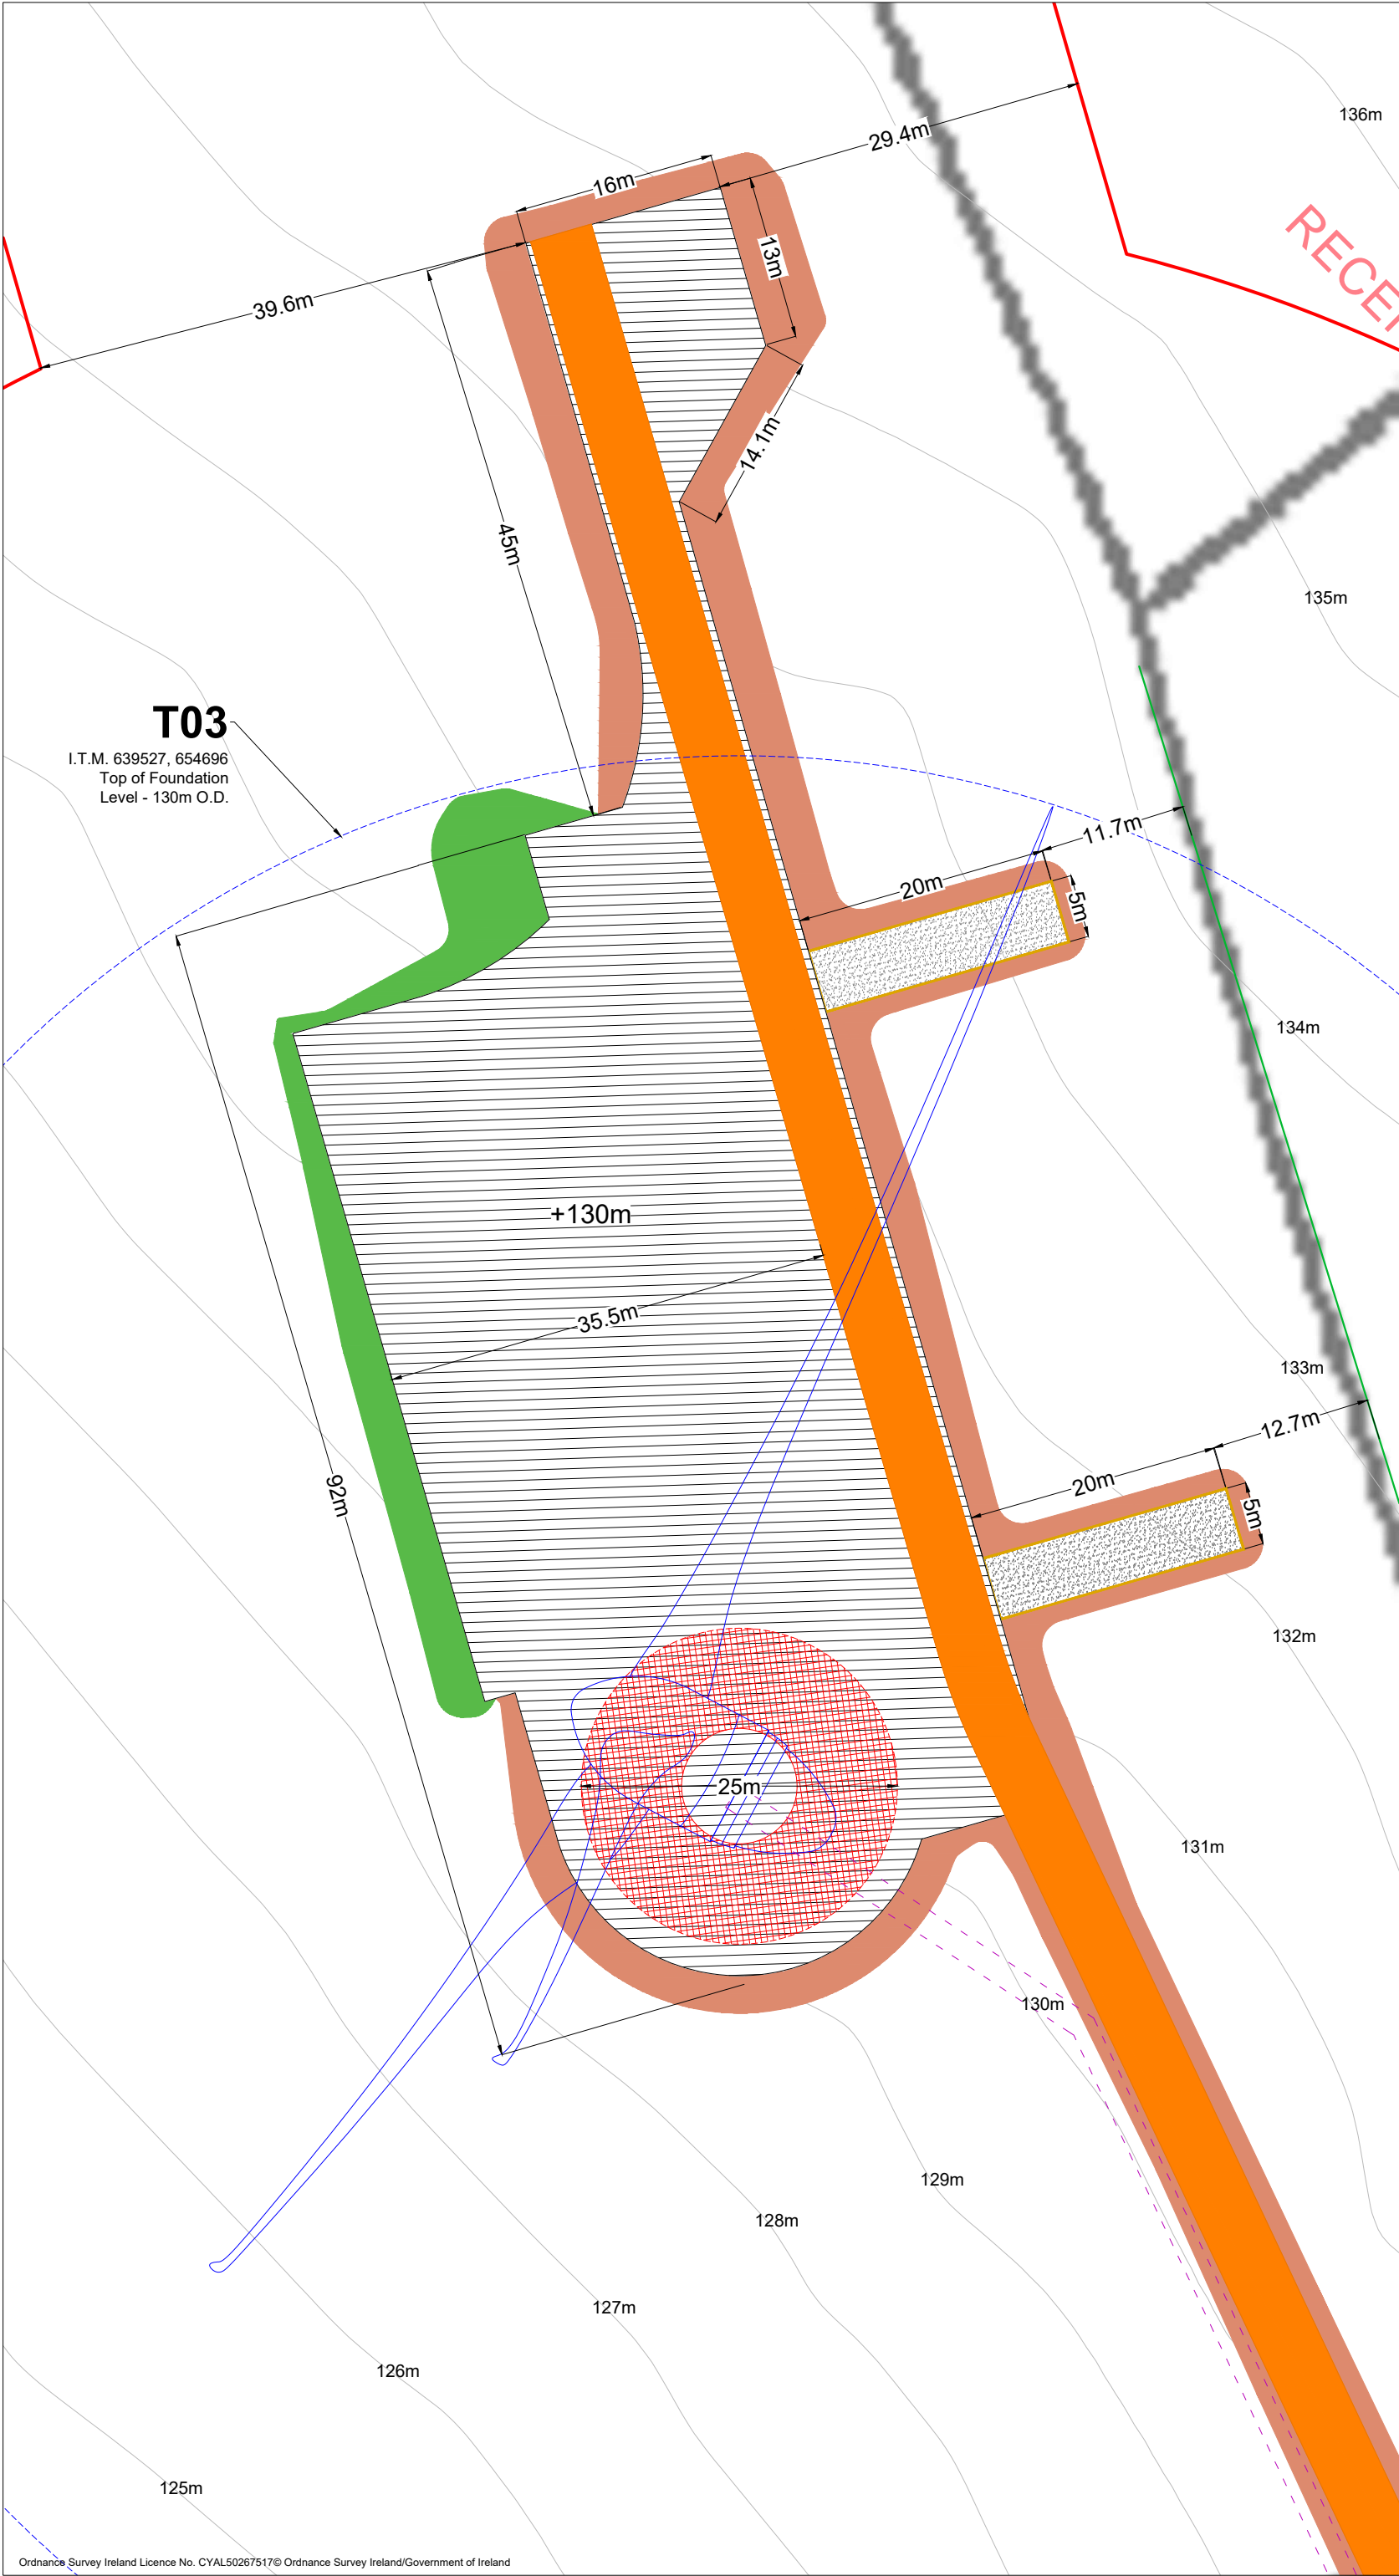 136m
29.4m
16m
RECE
13m
39.6m
14.1m
45m
135m
T03
I.T.M. 639527, 654696
Top of Foundation
Level - 130m O.D.
11.7m
20m
5m
134m
+130m
35.5m
133m
12.7m
20m
92m
5m
132m
25m
131m
130m
129m
128m
127m
126m
125m
Ordnance Survey Ireland Licence No. CYAL50267517© Ordnance Survey Ireland/Government of Ireland